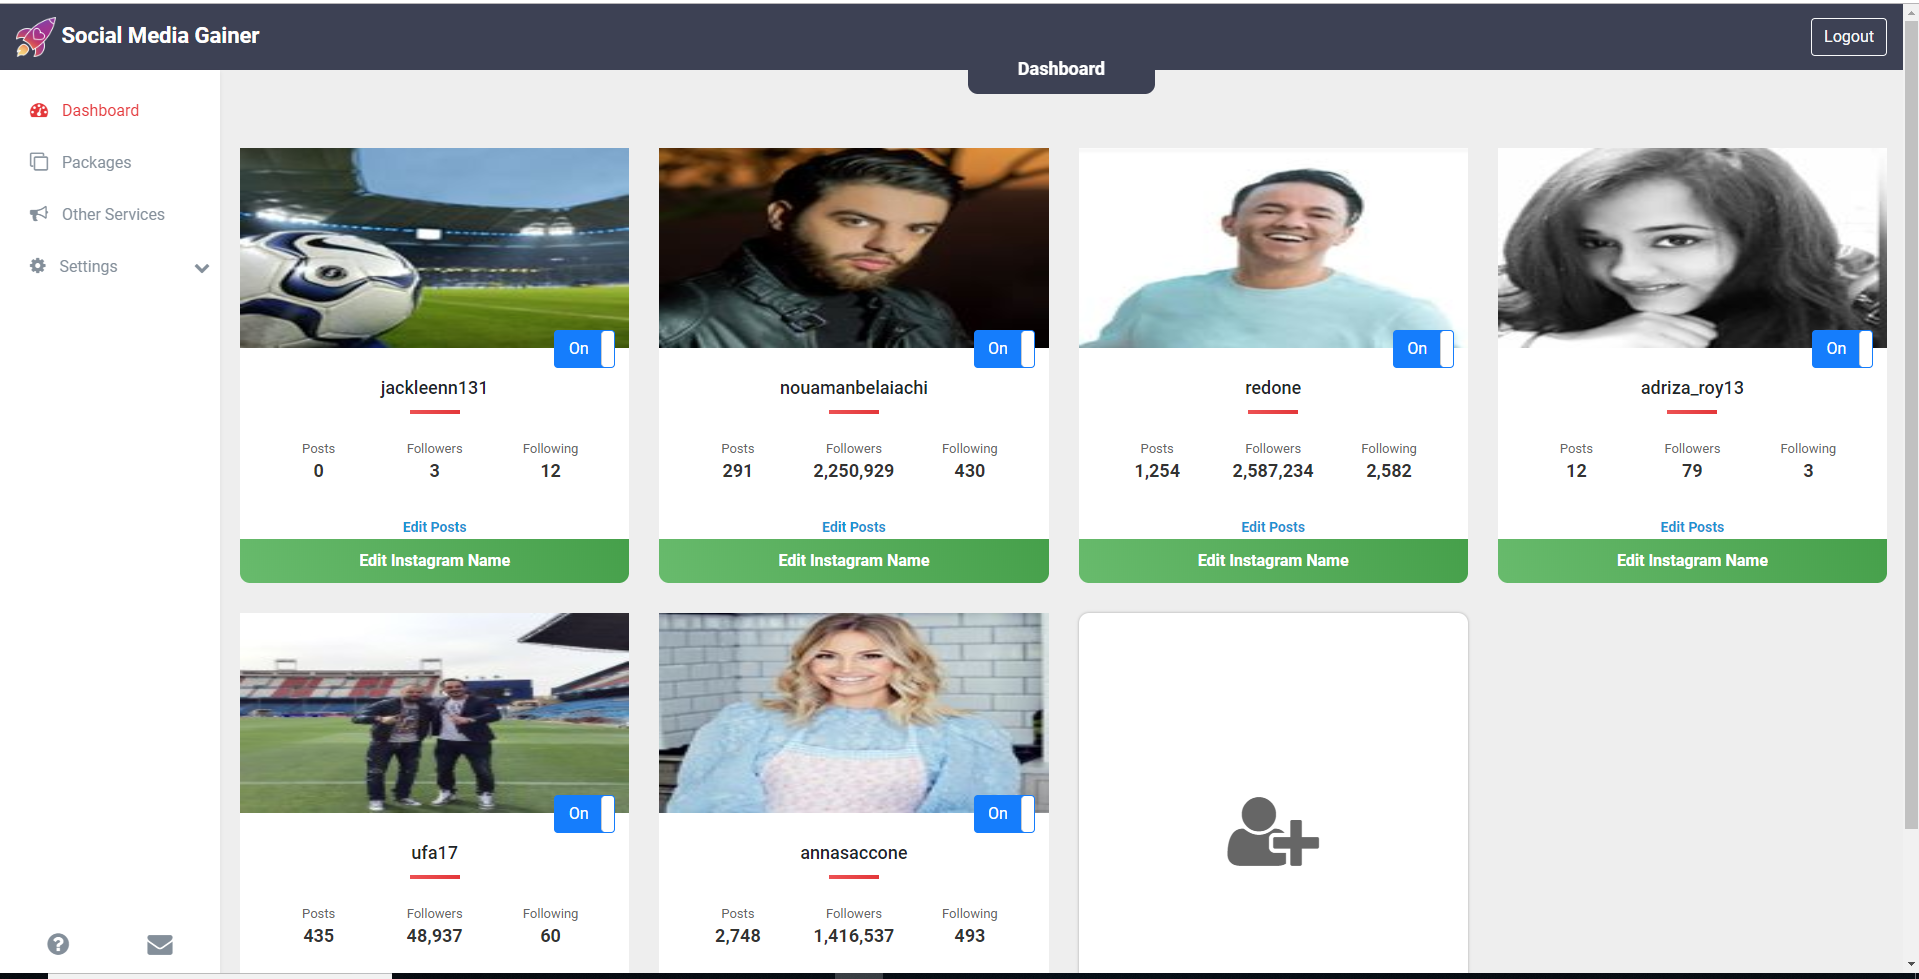 Social Media Gainer
Logout
Dashboard
Dashboard
Packages
Other Services
Settings
On
jackleenn131
Posts Followers Following
0 3 12
Edit Posts
Edit Instagram Name
On
nouamanbelaiachi
Posts Followers Following
291 2,250,929 430
Edit Posts
Edit Instagram Name
On
redone
Posts Followers Following
1,254 2,587,234 2,582
Edit Posts
Edit Instagram Name
On
adriza_roy13
Posts Followers Following
12 79 3
Edit Posts
Edit Instagram Name
On
ufa17
Posts Followers Following
435 48,937 60
On
annasaccone
Posts Followers Following
2,748 1,416,537 493